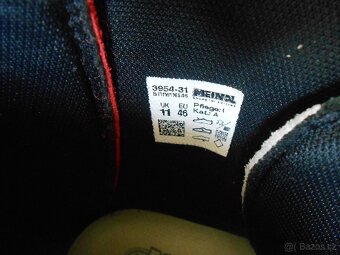 3954-31 MEINDL
UK EU Pflege: I
11 46 Kat: A
bazos.cz